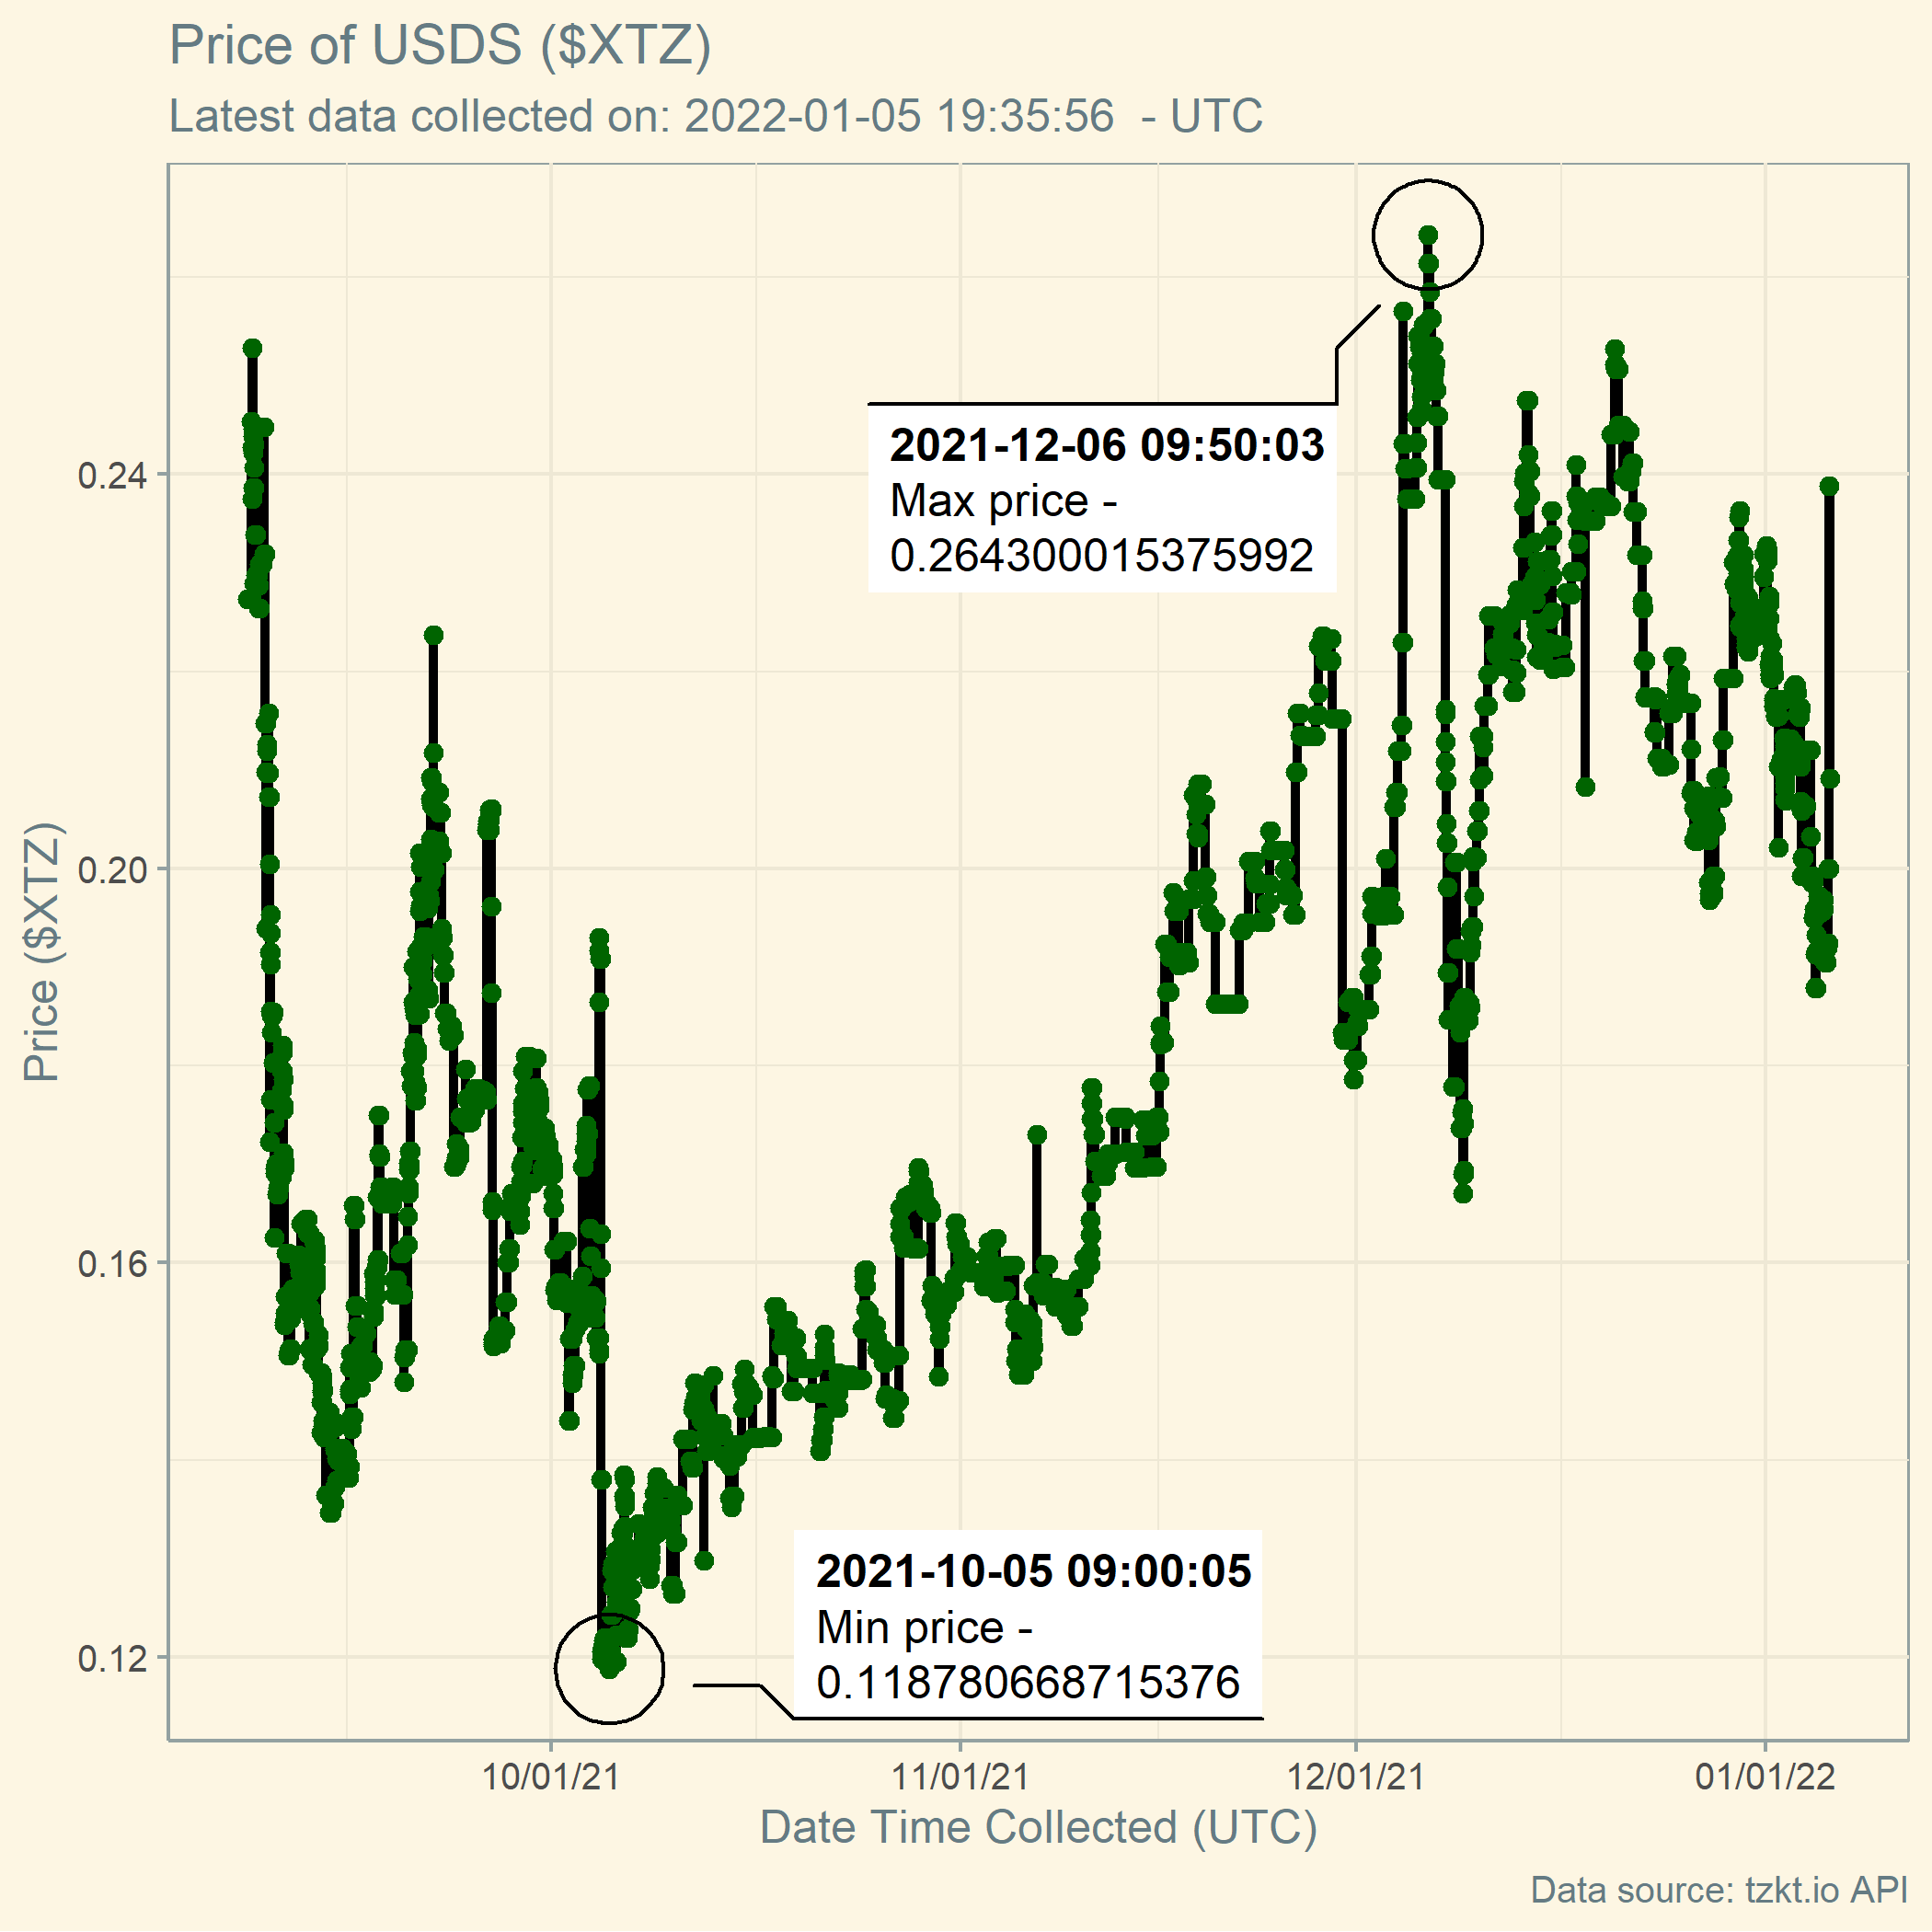 Price of USDS ($XTZ)
Latest data collected on: 2022-01-05 19:35:56  - UTC
2021-12-06 09:50:03
Max price -
0.264300015375992
0.24
0.20
0.16
0.12
Price ($XTZ)
2021-10-05 09:00:05
Min price -
0.118780668715376
10/01/21
11/01/21
12/01/21
01/01/22
Date Time Collected (UTC)
Data source: tzkt.io API